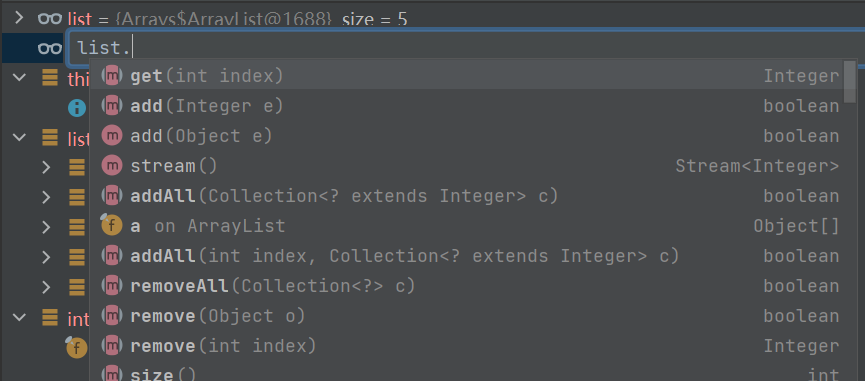 list = {Arrays$ArrayList@1688} size = 5
list.
thi
get(int index) Integer
add(Integer e) boolean
list
add(Object e) boolean
stream() Stream<Integer>
addAll(Collection<? extends Integer> c) boolean
a on ArrayList Object[]
addAll(int index, Collection<? extends Integer> c) boolean
removeAll(Collection<?> c) boolean
int
remove(Object o) boolean
remove(int index) Integer
size() int